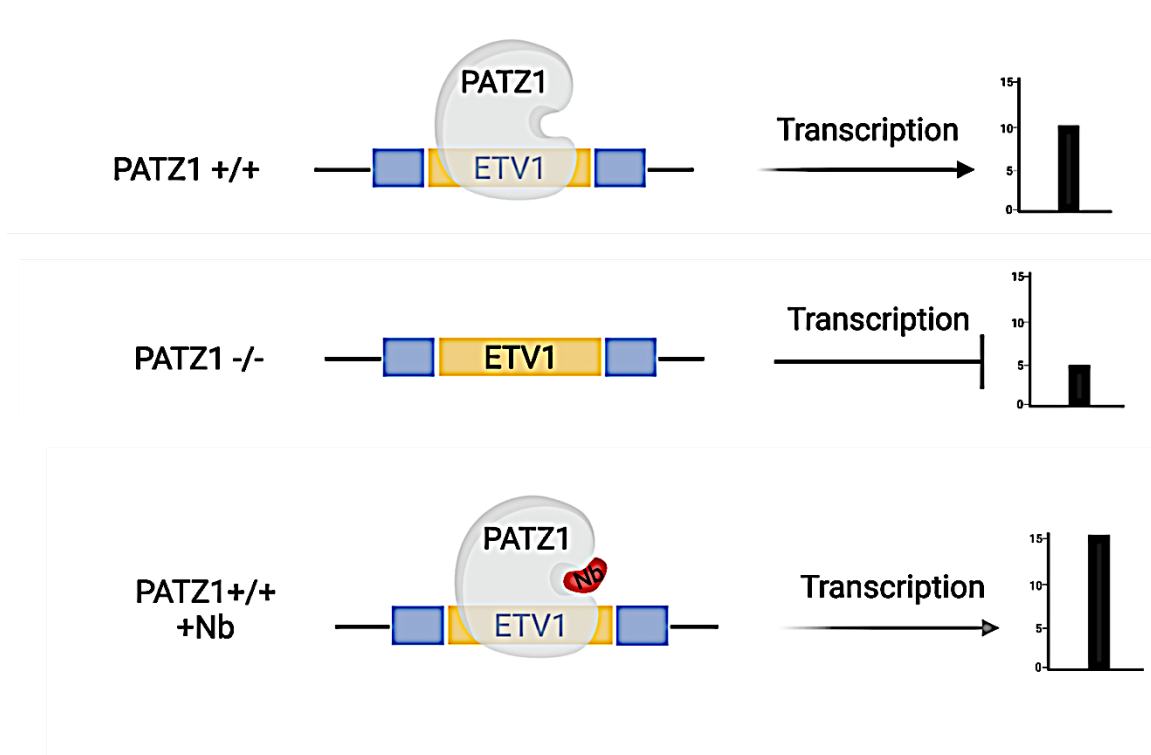 PATZ1 +/+
PATZ1
ETV1
Transcription
15
10
5
0
PATZ1 -/-
ETV1
Transcription
15
10
5
0
PATZ1+/+
+Nb
PATZ1
Nb
ETV1
Transcription
15
10
5
0